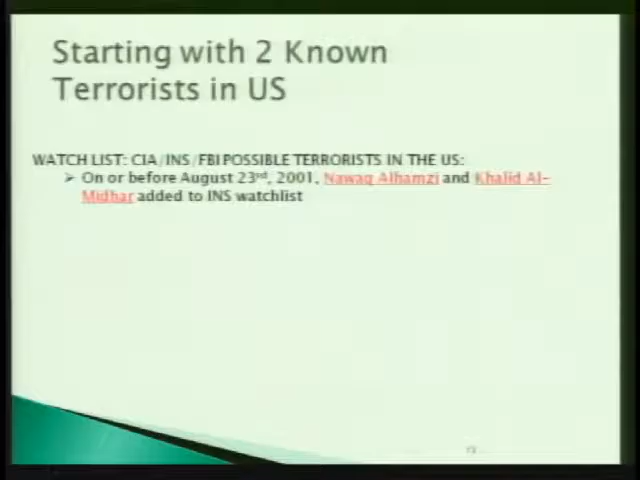 Starting with 2 Known
Terrorists in US
WATCH LIST: CIA/INS/FBI POSSIBLE TERRORISTS IN THE US:
➢ On or before August 23rd, 2001, Nawaq Alhamzi and Khalid Al-
Midhar added to INS watchlist